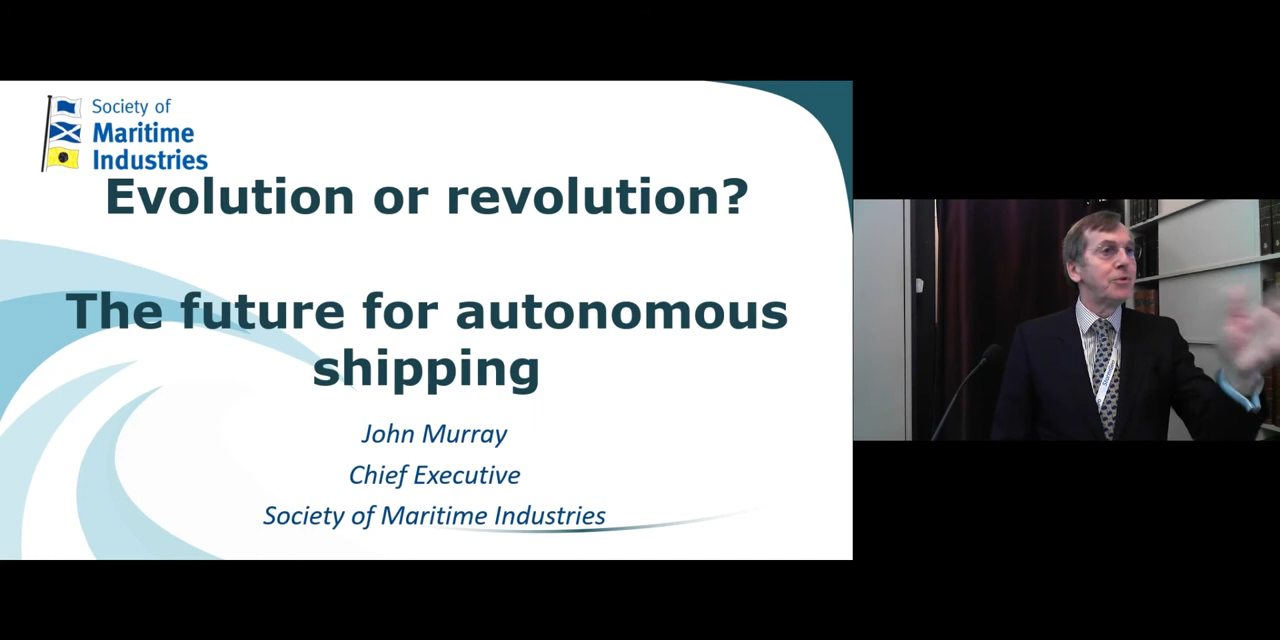 Society of
Maritime
Industries
Evolution or revolution?
The future for autonomous
shipping
John Murray
Chief Executive
Society of Maritime Industries